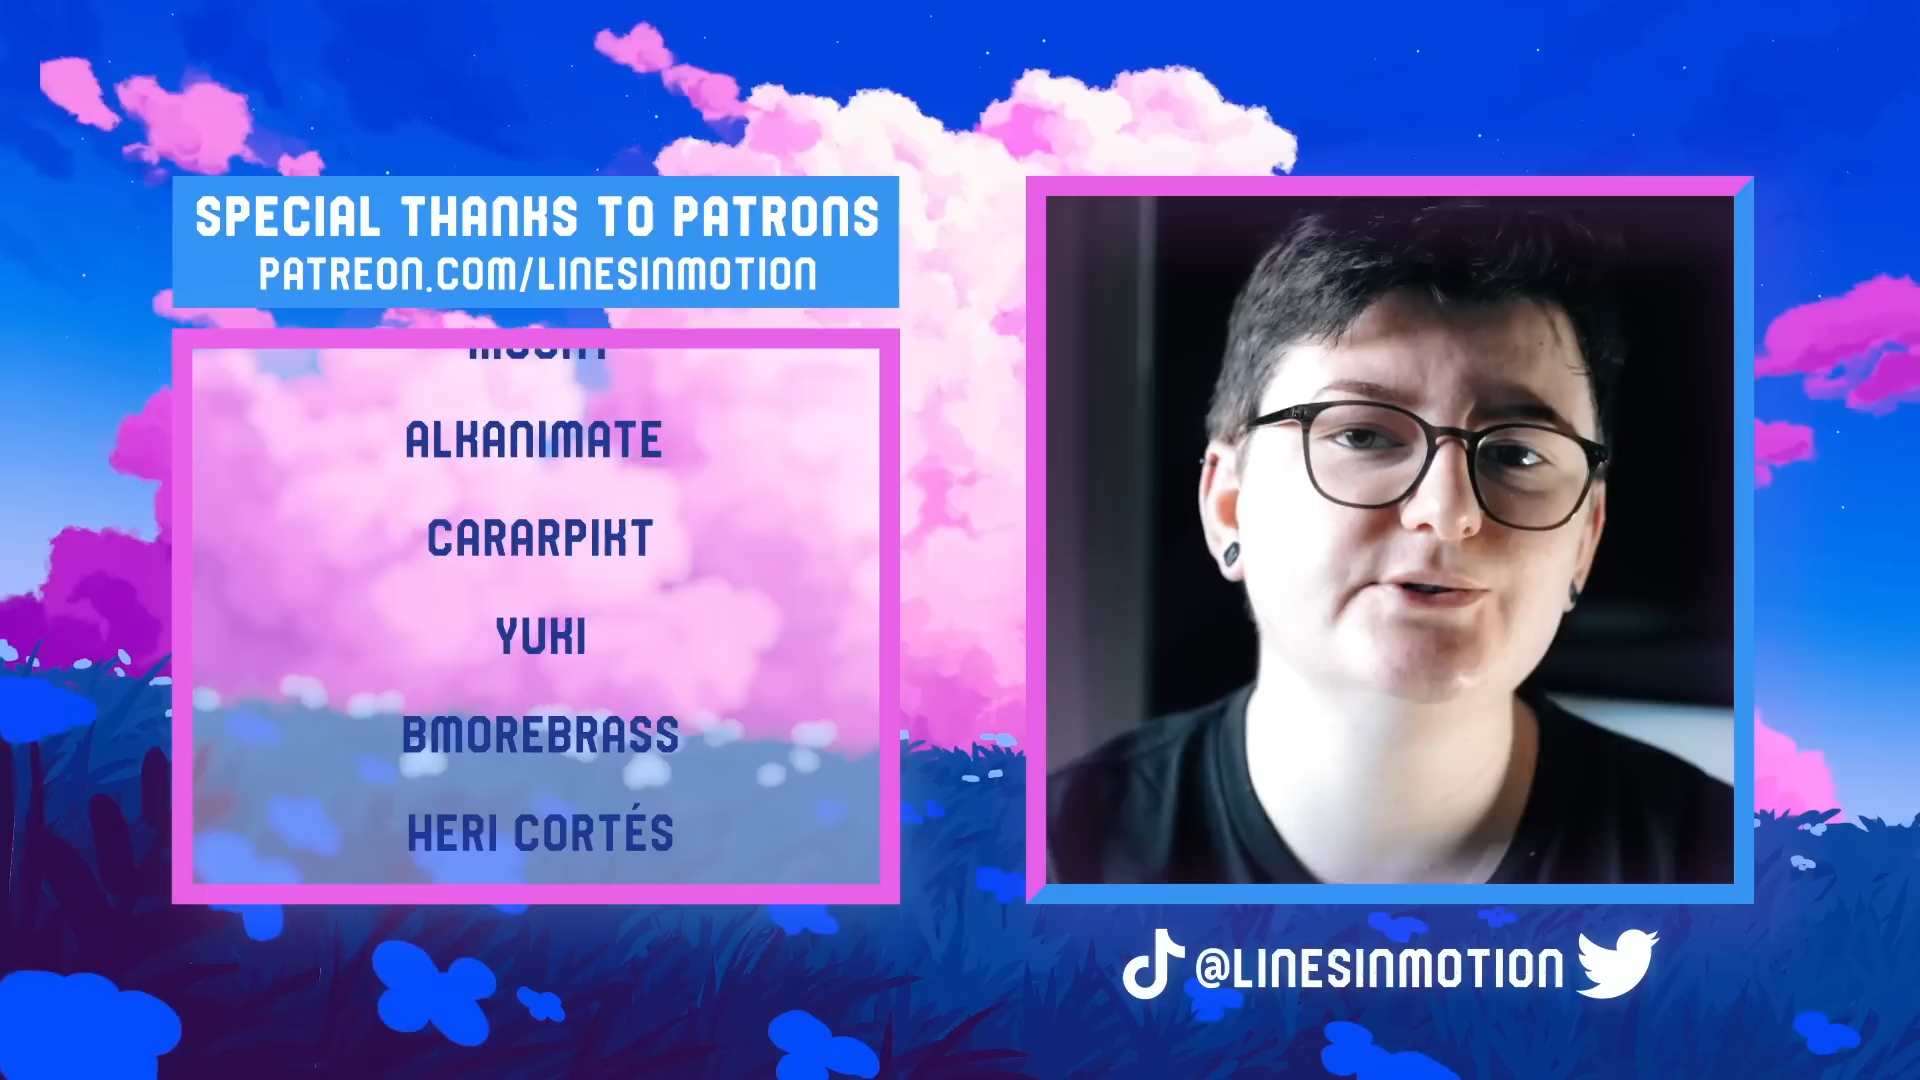 SPECIAL THANKS TO PATRONS
PATREON.COM/LINESINMOTION
ALKANIMATE
CARARPIKT
YUKI
BMOREBRASS
HERI CORTÉS
@LINESINMOTION